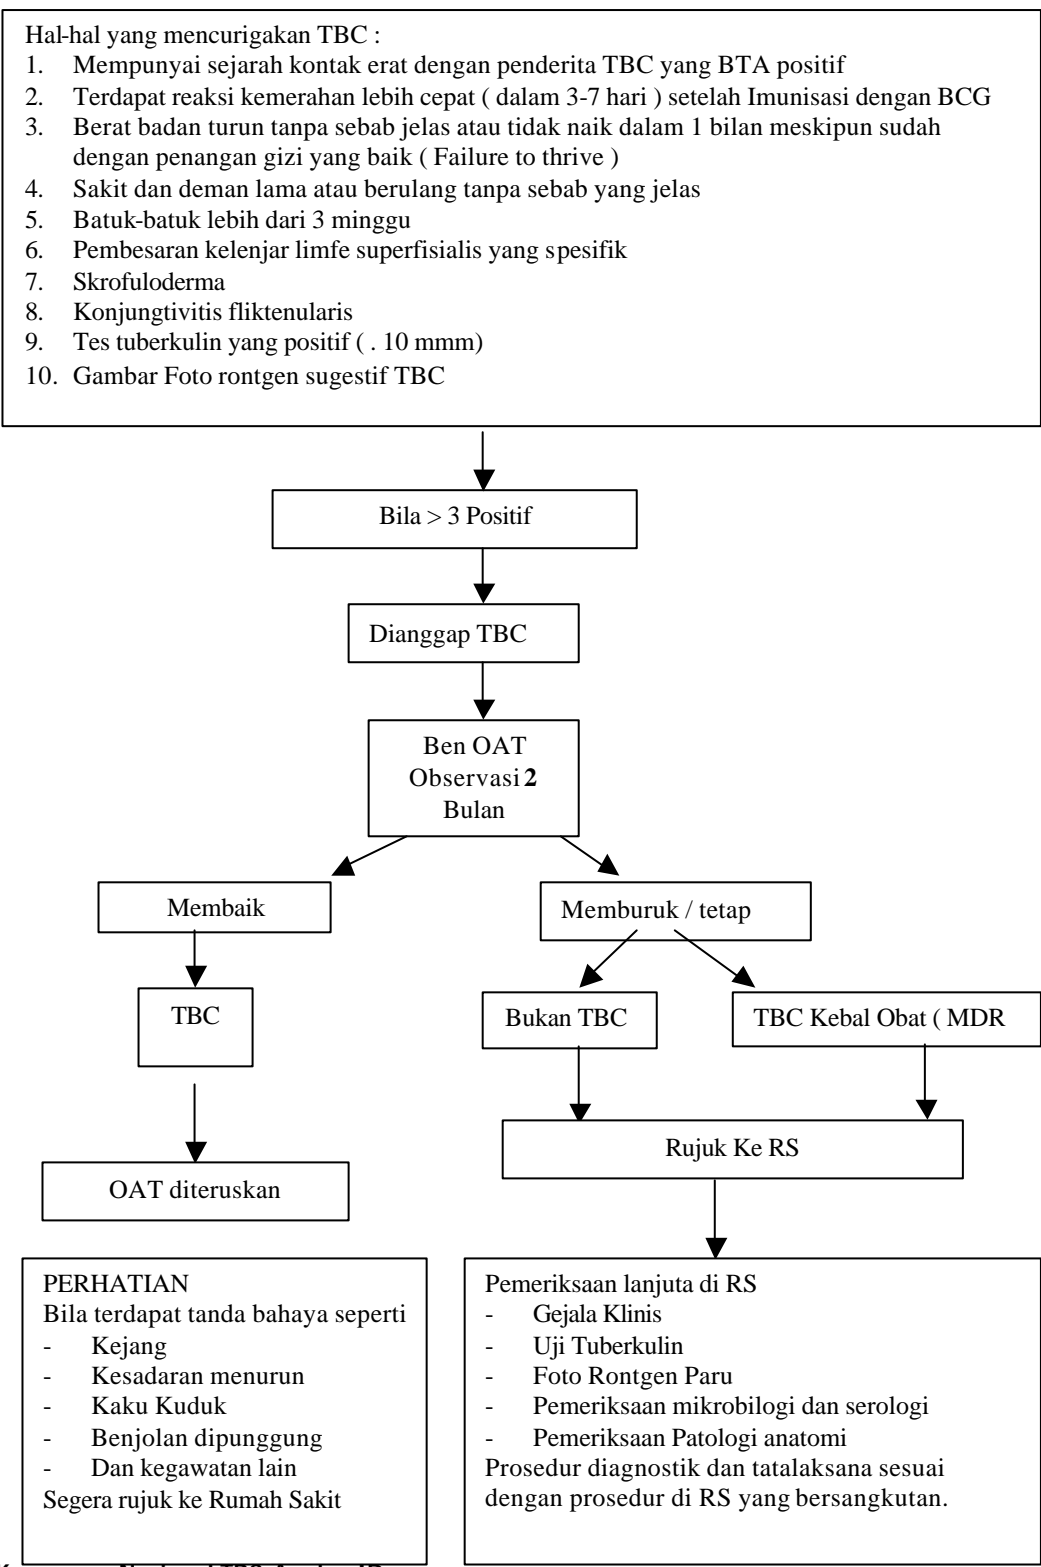 Hal-hal yang mencurigakan TBC :
1. Mempunyai sejarah kontak erat dengan penderita TBC yang BTA positif
2. Terdapat reaksi kemerahan lebih cepat ( dalam 3-7 hari ) setelah Imunisasi dengan BCG
3. Berat badan turun tanpa sebab jelas atau tidak naik dalam 1 bilan meskipun sudah
dengan penangan gizi yang baik ( Failure to thrive )
4. Sakit dan deman lama atau berulang tanpa sebab yang jelas
5. Batuk-batuk lebih dari 3 minggu
6. Pembesaran kelenjar limfe superfisialis yang spesifik
7. Skrofuloderma
8. Konjungtivitis fliktenularis
9. Tes tuberkulin yang positif ( . 10 mmm)
10. Gambar Foto rontgen sugestif TBC
Bila > 3 Positif
Dianggap TBC
Ben OAT
Observasi 2
Bulan
Membaik
Memburuk / tetap
TBC
Bukan TBC
TBC Kebal Obat ( MDR
OAT diteruskan
Rujuk Ke RS
PERHATIAN
Bila terdapat tanda bahaya seperti
- Kejang
- Kesadaran menurun
- Kaku Kuduk
- Benjolan dipunggung
- Dan kegawatan lain
Segera rujuk ke Rumah Sakit
Pemeriksaan lanjuta di RS
- Gejala Klinis
- Uji Tuberkulin
- Foto Rontgen Paru
- Pemeriksaan mikrobilogi dan serologi
- Pemeriksaan Patologi anatomi
Prosedur diagnostik dan tatalaksana sesuai
dengan prosedur di RS yang bersangkutan.